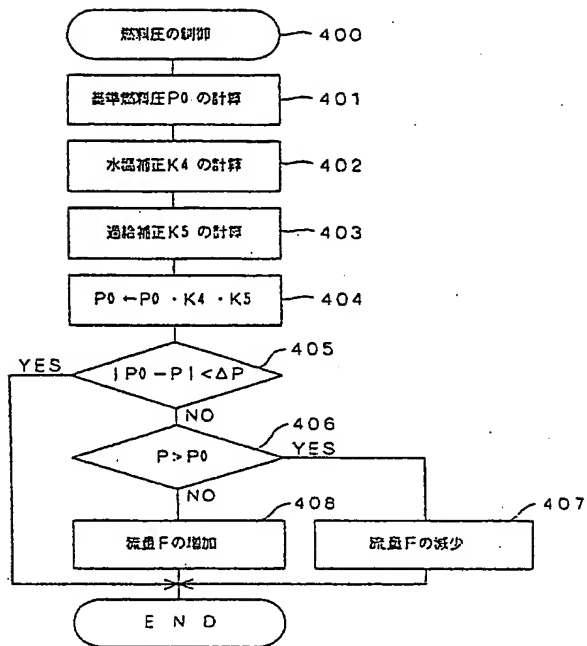 燃料圧の制御 400
基準燃料圧P0 の計算 401
水温補正K4 の計算 402
過給補正K5 の計算 403
P0 ←P0 ・K4 ・K5 404
405
YES
|P0 −P|<ΔP
NO
406
P>P0
YES
NO
408
407
流量Fの増加
流量Fの減少
E N D